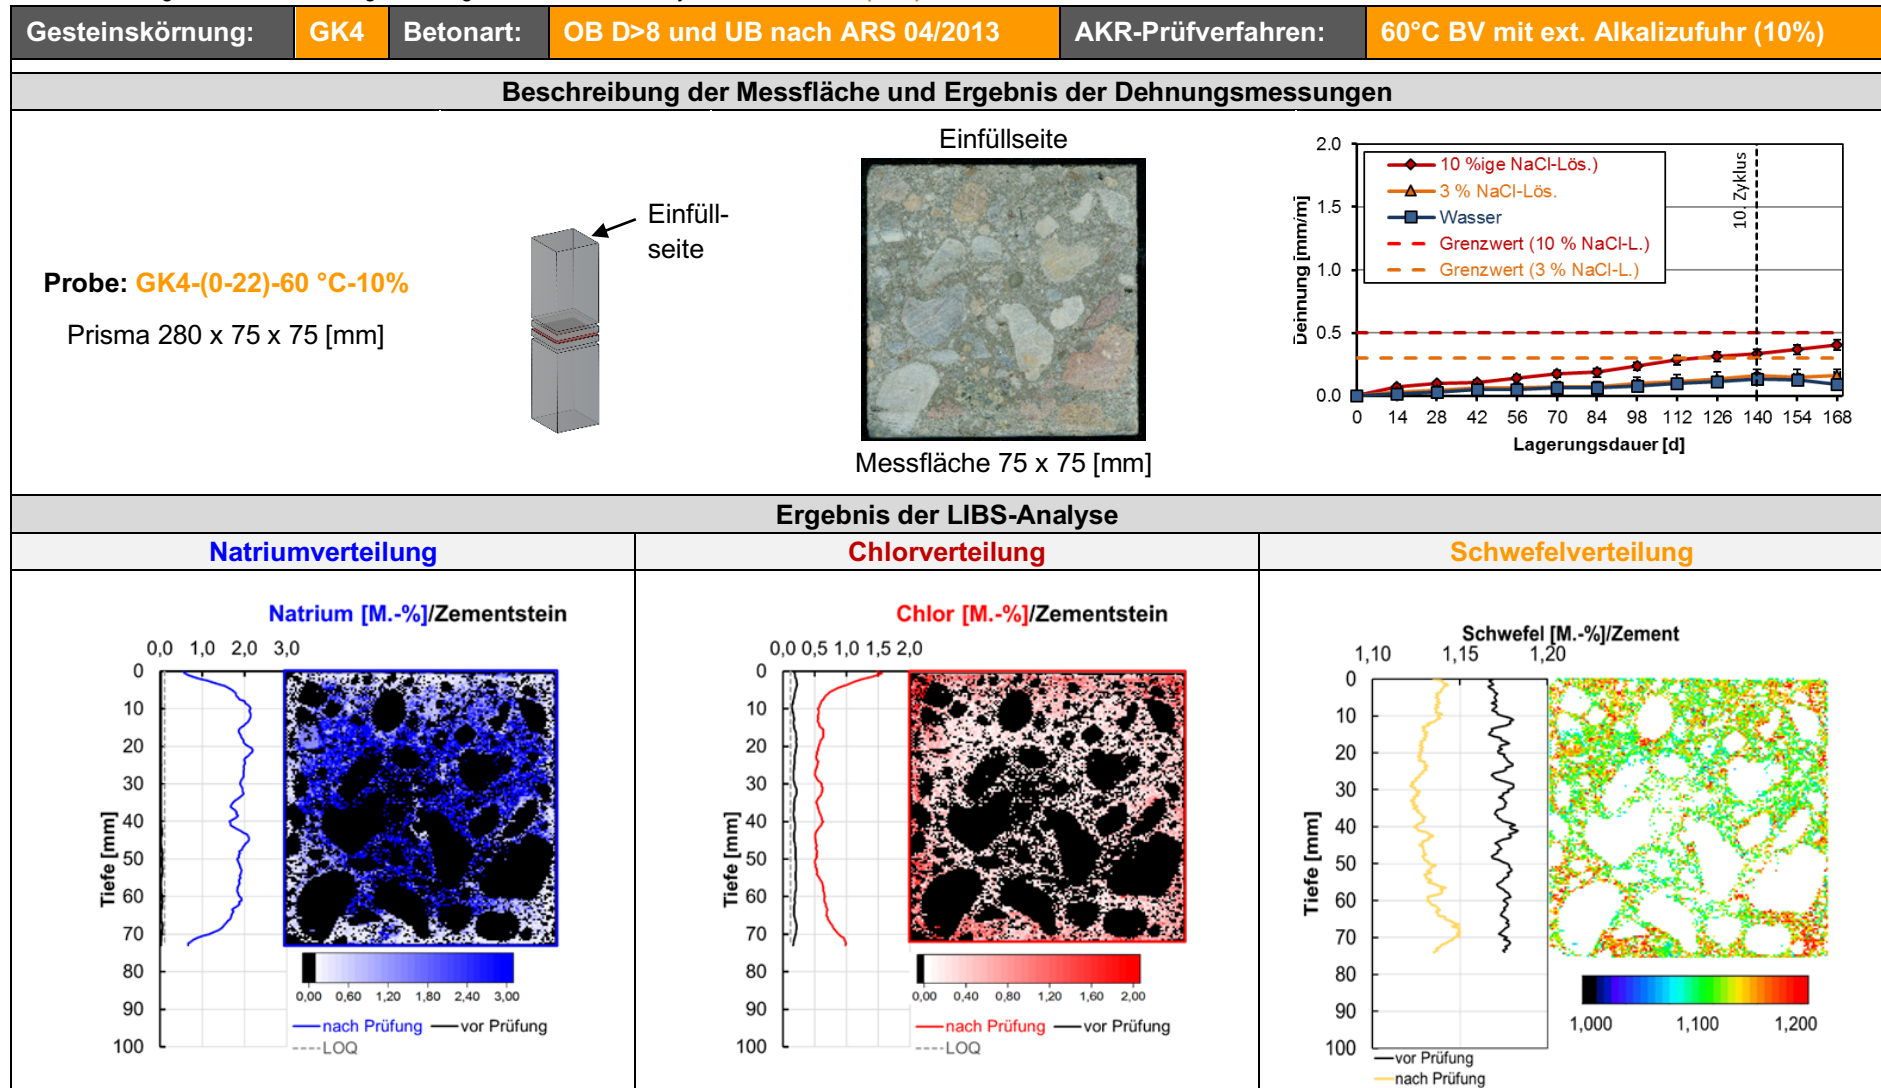 Gesteinskörnung: GK4 Betonart: OB D>8 und UB nach ARS 04/2013 AKR-Prüfverfahren: 60°C BV mit ext. Alkalizufuhr (10%)
Beschreibung der Messfläche und Ergebnis der Dehnungsmessungen
Probe: GK4-(0-22)-60 °C-10%
Prisma 280 x 75 x 75 [mm]
Einfüll-
seite
Einfüllseite
Messfläche 75 x 75 [mm]
Dehnung [mm/m]
2.0
1.5
1.0
0.5
0.0
10 %ige NaCl-Lös.)
3 % NaCl-Lös.
Wasser
Grenzwert (10 % NaCl-L.)
Grenzwert (3 % NaCl-L.)
10. Zyklus
0 14 28 42 56 70 84 98 112 126 140 154 168
Lagerungsdauer [d]
Ergebnis der LIBS-Analyse
Natriumverteilung
Natrium [M.-%]/Zementstein
0,0 1,0 2,0 3,0
Tiefe [mm]
0
10
20
30
40
50
60
70
80
90
100
0,00 0,60 1,20 1,80 2,40 3,00
nach Prüfung vor Prüfung
LOQ
Chlorverteilung
Chlor [M.-%]/Zementstein
0,0 0,5 1,0 1,5 2,0
Tiefe [mm]
0
10
20
30
40
50
60
70
80
90
100
0,00 0,40 0,80 1,20 1,60 2,00
nach Prüfung vor Prüfung
LOQ
Schwefelverteilung
Schwefel [M.-%]/Zement
1,10 1,15 1,20
Tiefe [mm]
0
10
20
30
40
50
60
70
80
90
100
1,000 1,100 1,200
vor Prüfung
nach Prüfung